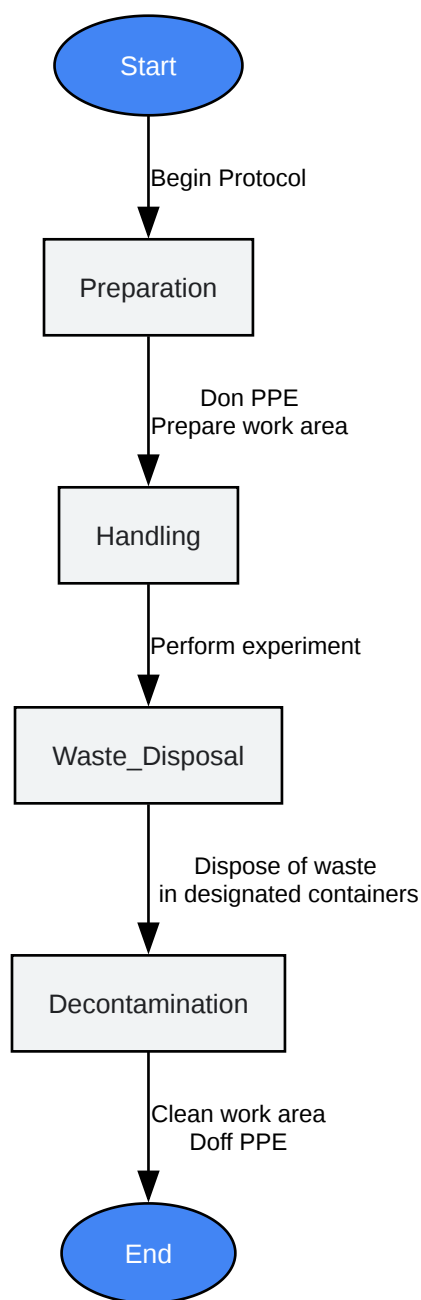 Start
Begin Protocol
Preparation
Don PPE
Prepare work area
Handling
Perform experiment
Waste_Disposal
Dispose of waste
in designated containers
Decontamination
Clean work area
Doff PPE
End